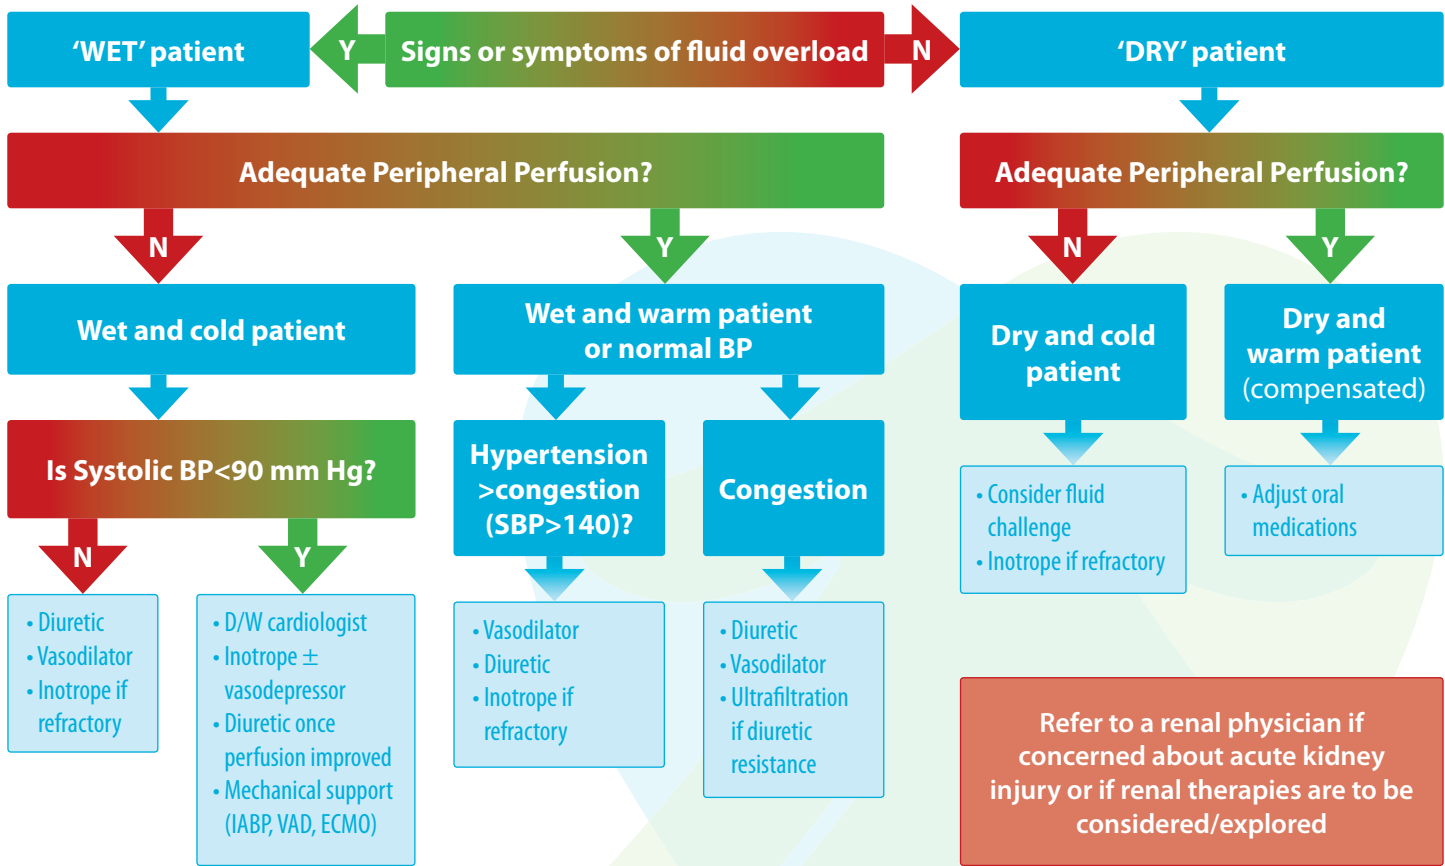 ‘WET’ patient
Y
Signs or symptoms of fluid overload
N
‘DRY’ patient
Adequate Peripheral Perfusion?
Adequate Peripheral Perfusion?
N
Y
N
Y
Wet and cold patient
Wet and warm patient
or normal BP
Dry and cold
patient
Dry and
warm patient
(compensated)
Is Systolic BP<90 mm Hg?
Hypertension
>congestion
(SBP>140)?
Congestion
• Consider fluid
challenge
• Inotrope if refractory
• Adjust oral
medications
N
Y
• Diuretic
• Vasodilator
• Inotrope if
refractory
• D/W cardiologist
• Inotrope ±
vasodepressor
• Diuretic once
perfusion improved
• Mechanical support
(IABP, VAD, ECMO)
• Vasodilator
• Diuretic
• Inotrope if
refractory
• Diuretic
• Vasodilator
• Ultrafiltration
if diuretic
resistance
Refer to a renal physician if
concerned about acute kidney
injury or if renal therapies are to be
considered/explored